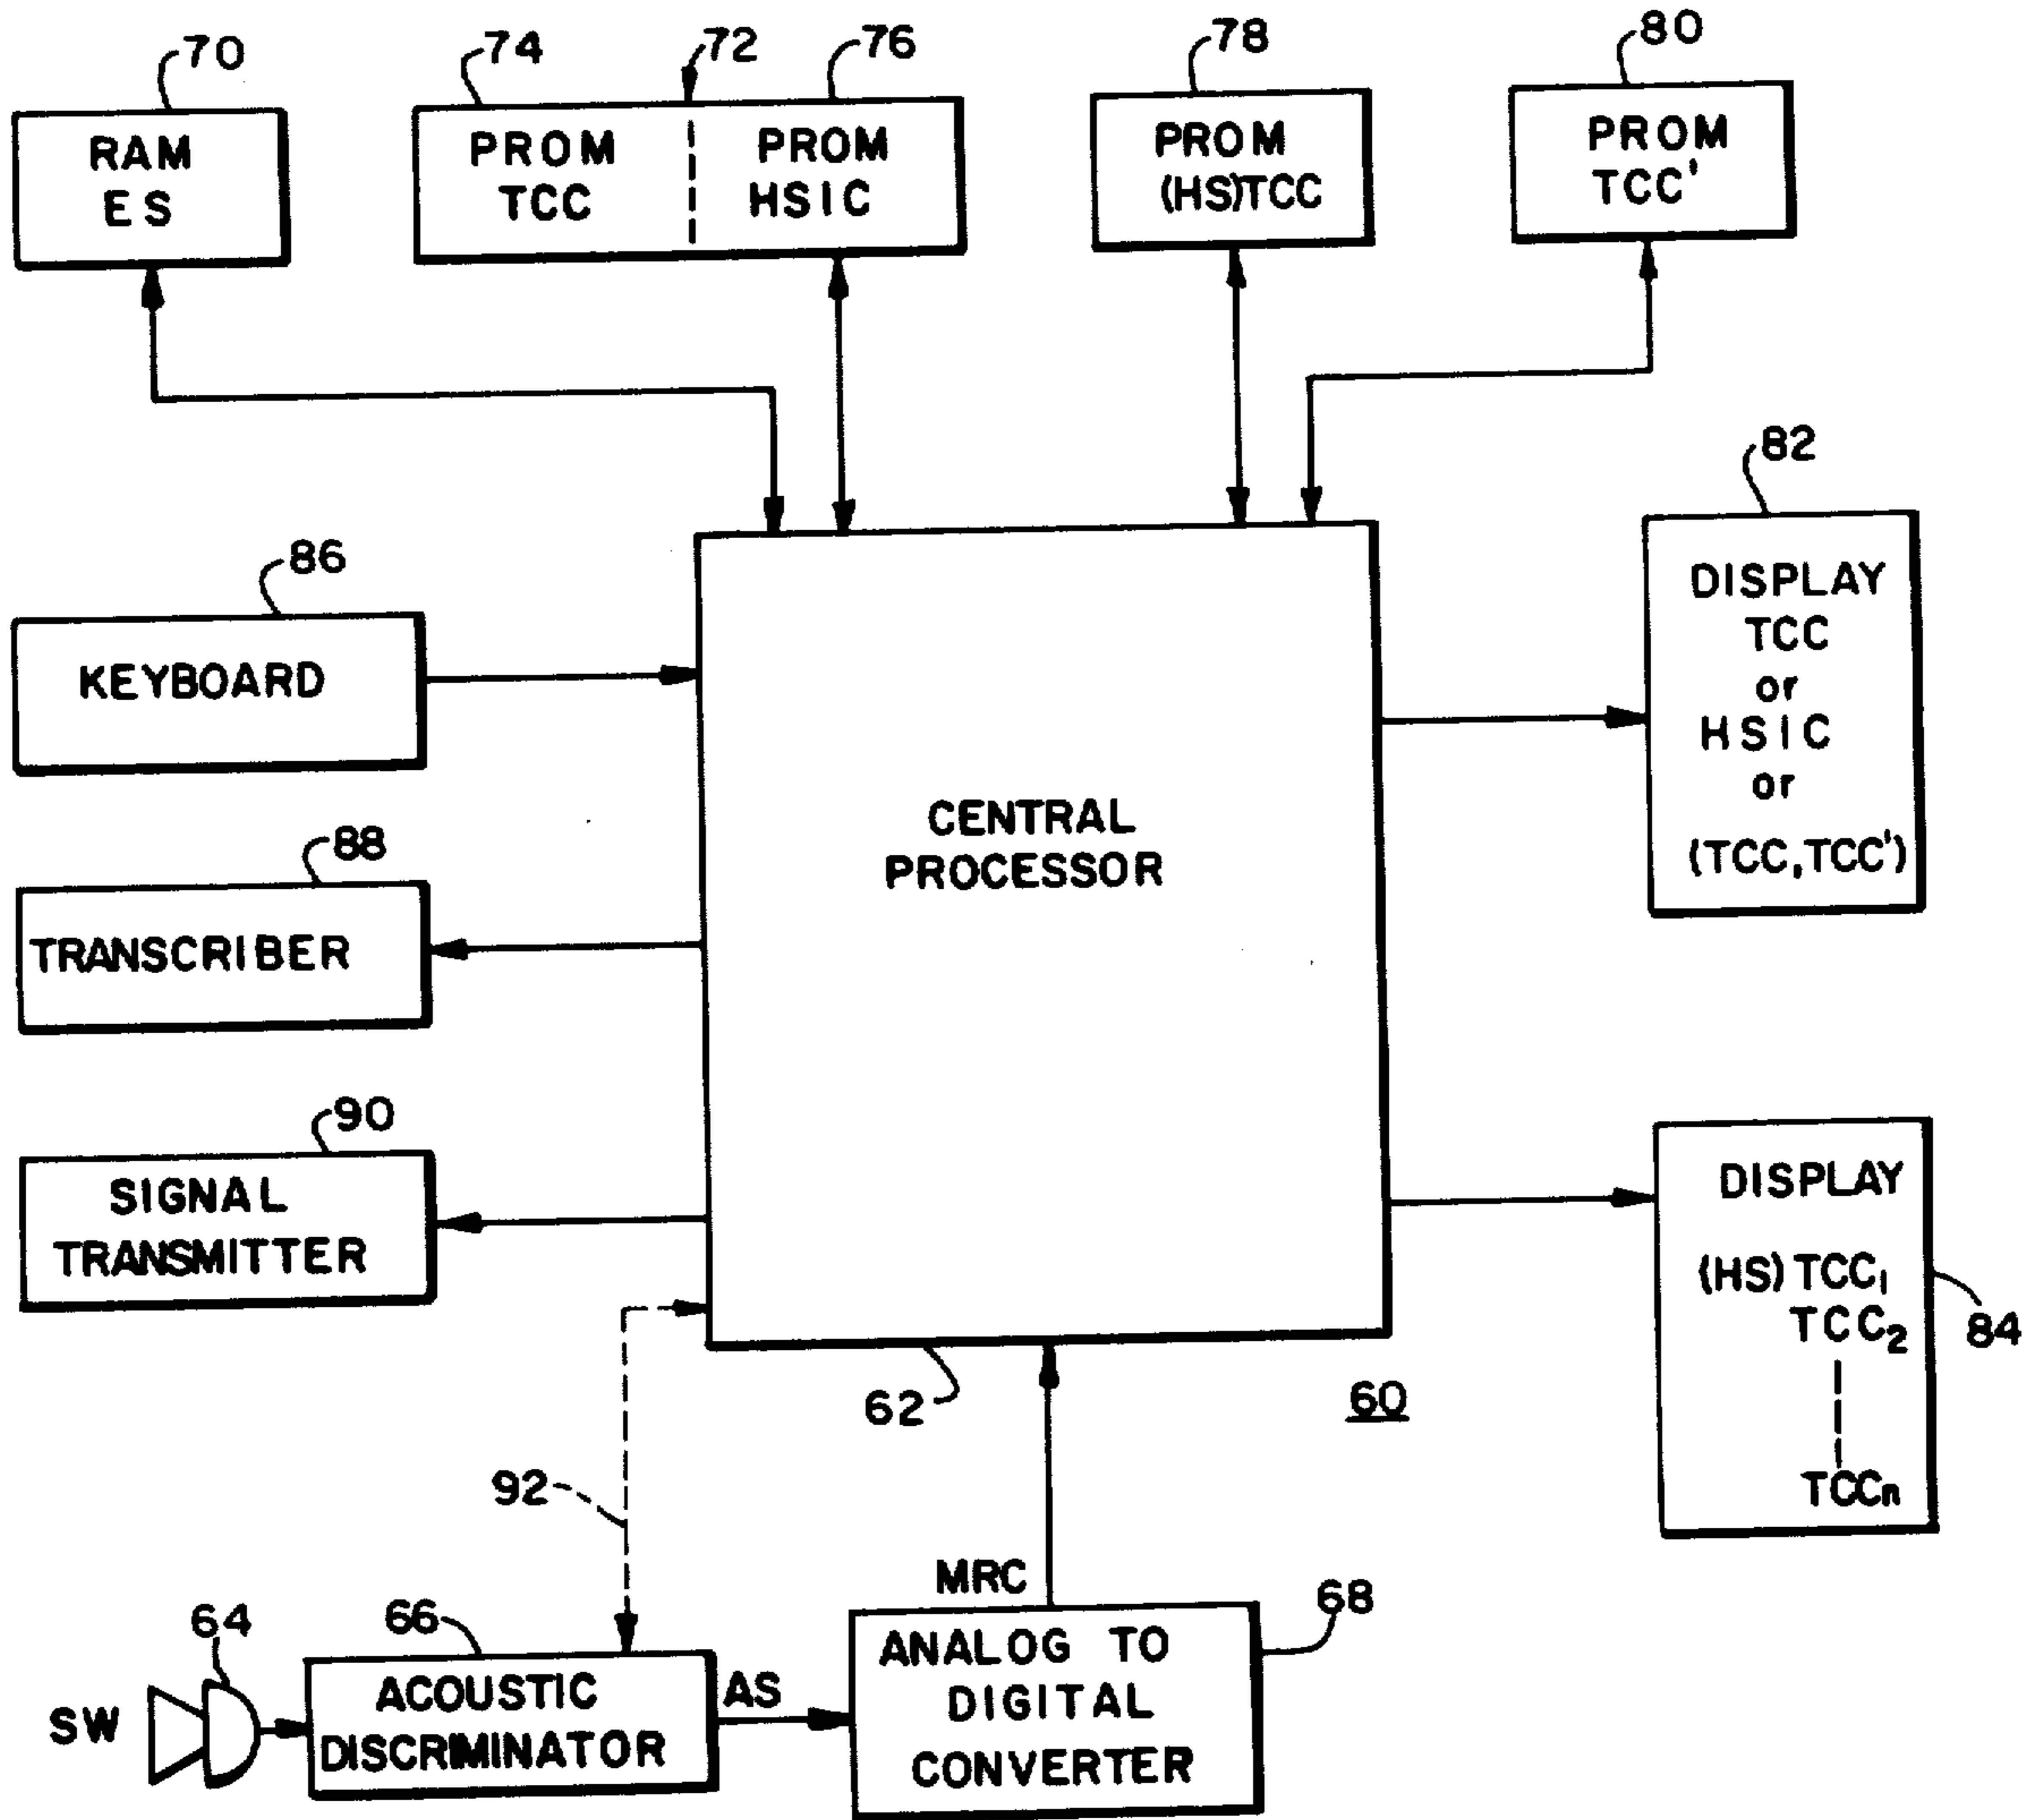 70
74
72
76
78
80
RAM
ES
PROM
TCC
PROM
HSIC
PROM
(HS)TCC
PROM
TCC'
82
86
KEYBOARD
DISPLAY
TCC
or
HSIC
or
(TCC,TCC')
CENTRAL
PROCESSOR
88
TRANSCRIBER
90
SIGNAL
TRANSMITTER
DISPLAY
(HS) TCC₁
TCC₂
TCCₙ
84
62
60
92
MRC
64
66
68
SW
ACOUSTIC
DISCRIMINATOR
AS
ANALOG TO
DIGITAL
CONVERTER